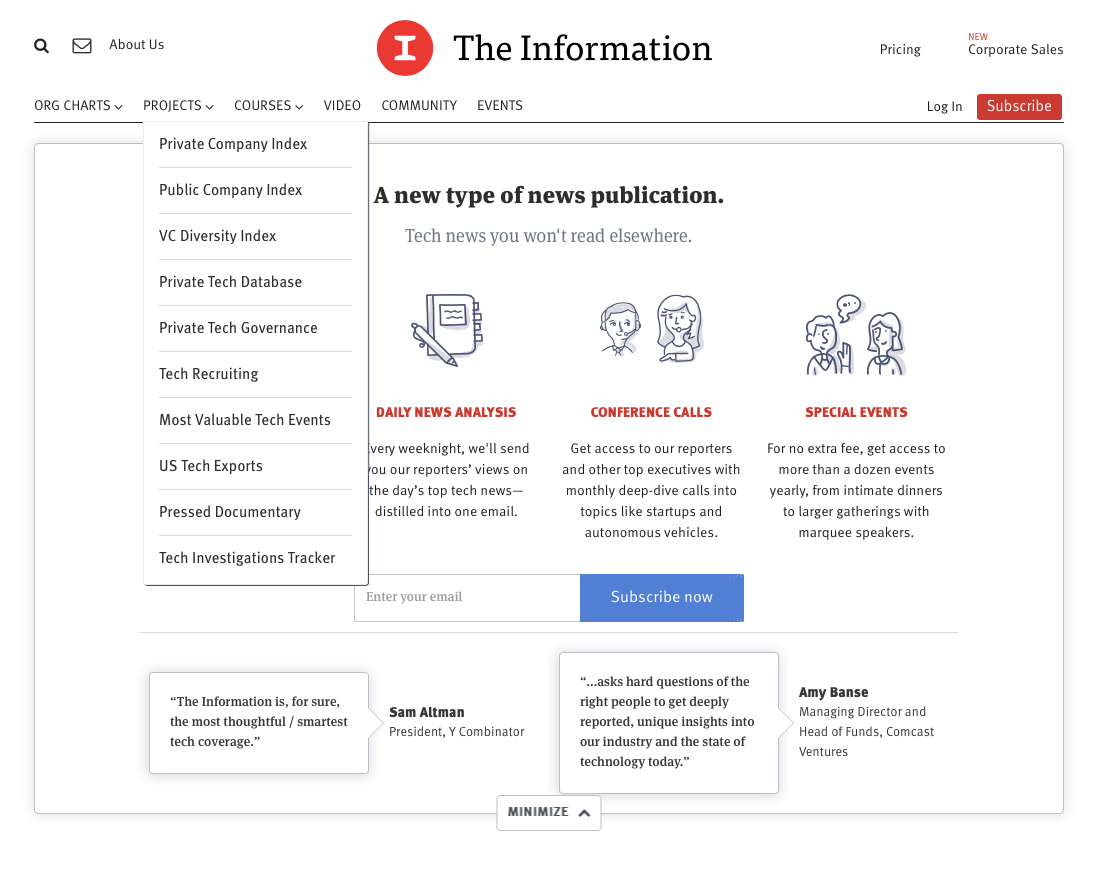 About Us
I The Information
Pricing
NEW
Corporate Sales
ORG CHARTS PROJECTS COURSES VIDEO COMMUNITY EVENTS
Log In Subscribe
Private Company Index
Public Company Index
VC Diversity Index
Private Tech Database
Private Tech Governance
Tech Recruiting
Most Valuable Tech Events
US Tech Exports
Pressed Documentary
Tech Investigations Tracker
A new type of news publication.
Tech news you won't read elsewhere.
DAILY NEWS ANALYSIS
Every weeknight, we'll send
you our reporters’ views on
the day’s top tech news—
distilled into one email.
CONFERENCE CALLS
Get access to our reporters
and other top executives with
monthly deep-dive calls into
topics like startups and
autonomous vehicles.
SPECIAL EVENTS
For no extra fee, get access to
more than a dozen events
yearly, from intimate dinners
to larger gatherings with
marquee speakers.
Enter your email
Subscribe now
“The Information is, for sure,
the most thoughtful / smartest
tech coverage.”
Sam Altman
President, Y Combinator
“...asks hard questions of the
right people to get deeply
reported, unique insights into
our industry and the state of
technology today.”
Amy Banse
Managing Director and
Head of Funds, Comcast
Ventures
MINIMIZE